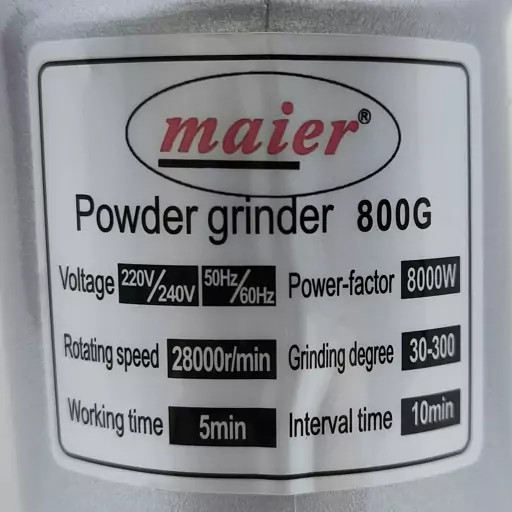 maier®
Powder grinder 800G
Voltage 220V/240V 50Hz/60Hz Power-factor 8000W
Rotating speed 28000r/min Grinding degree 30-300
Working time 5min Interval time 10min